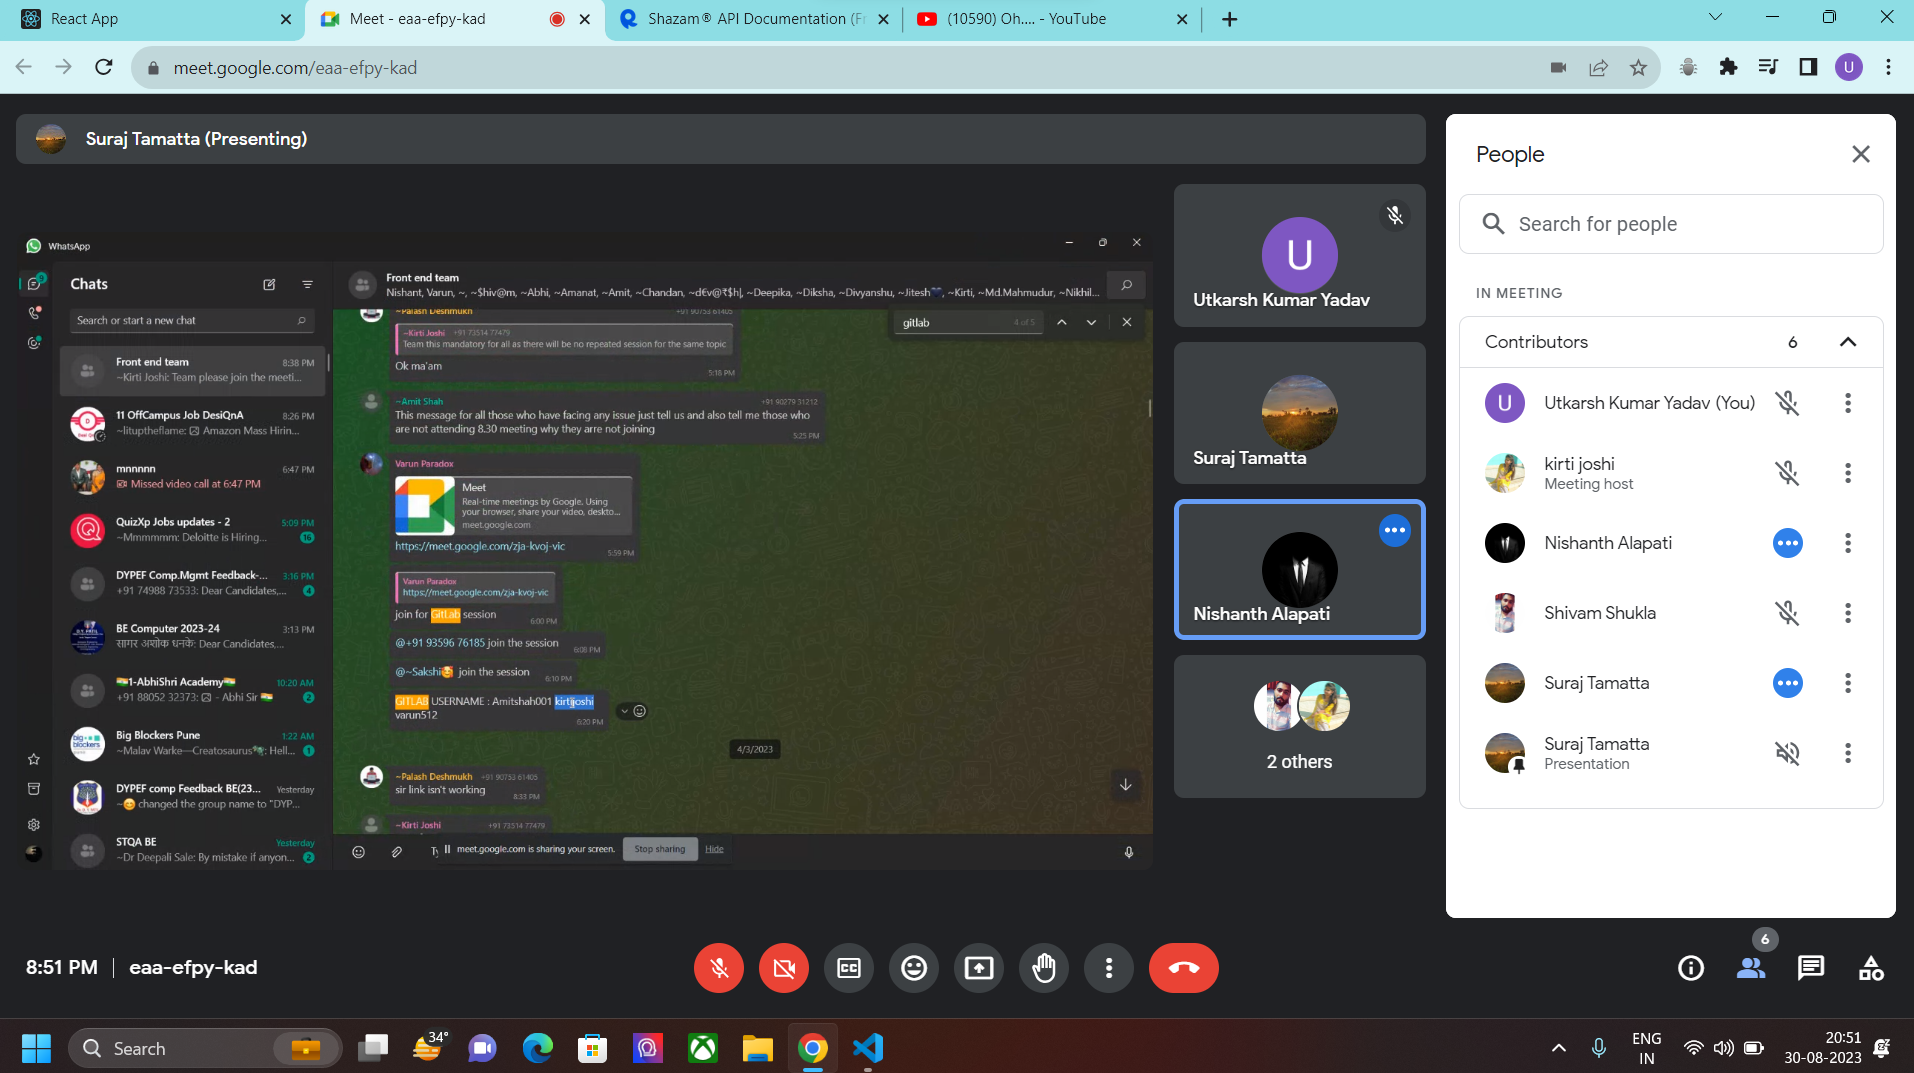 React App
Meet - eaa-efpy-kad
Shazam® API Documentation (Fr
(10590) Oh.... - YouTube
meet.google.com/eaa-efpy-kad
U
Suraj Tamatta (Presenting)
WhatsApp
9
Chats
Search or start a new chat
Front end team 8:38 PM
~Kirti Joshi: Team please join the meeti...
11 OffCampus Job DesiQnA 8:26 PM
~lituptheflame: Amazon Mass Hirin...
mnnnnn 6:47 PM
Missed video call at 6:47 PM
QuizXp Jobs updates - 2 5:09 PM
~Mmmmmm: Deloitte is Hiring... 16
DYPEF Comp.Mgmt Feedback-... 3:16 PM
+91 74988 73533: Dear Candidates,... 4
BE Computer 2023-24 3:13 PM
सागर अशोक धनके: Dear Candidates,...
🇮🇳1-AbhiShri Academy🇮🇳 10:20 AM
+91 88052 32373: - Abhi Sir 🇮🇳 2
Big Blockers Pune 1:22 AM
~Malav Warke—Creatosaurus: Hell... 1
DYPEF comp Feedback BE(23... Yesterday
~😊 changed the group name to "DYP...
STQA BE Yesterday
~Dr Deepali Sale: By mistake if anyon... 2
Front end team
Nishant, Varun, ~, ~$hiv@m, ~Abhi, ~Amanat, ~Amit, ~Chandan, ~d€v@₹$h|, ~Deepika, ~Diksha, ~Divyanshu, ~Jitesh, ~Kirti, ~Md.Mahmudur, ~Nikhil...
gitlab 4 of 5
~Palash Deshmukh +91 90753 61405
~Kirti Joshi +91 73514 77479
Team this mandatory for all as there will be no repeated session for the same topic
Ok ma'am
5:18 PM
~Amit Shah +91 90279 31212
This message for all those who have facing any issue just tell us and also tell me those who
are not attending 8.30 meeting why they arre not joining
5:25 PM
Varun Paradox
Meet
Real-time meetings by Google. Using
your browser, share your video, deskto...
meet.google.com
https://meet.google.com/zja-kvoj-vic
5:59 PM
Varun Paradox
https://meet.google.com/zja-kvoj-vic
join for GitLab session
6:00 PM
@+91 93596 76185 join the session
6:08 PM
@~Sakshi🥰 join the session
6:10 PM
GITLAB USERNAME : Amitshah001 kirtijoshi
varun512
6:20 PM
4/3/2023
~Palash Deshmukh +91 90753 61405
sir link isn't working
8:33 PM
~Kirti Joshi +91 73514 77479
Ty
meet.google.com is sharing your screen. Stop sharing Hide
U
Utkarsh Kumar Yadav
Suraj Tamatta
Nishanth Alapati
2 others
People
Search for people
IN MEETING
Contributors 6
U
Utkarsh Kumar Yadav (You)
kirti joshi
Meeting host
Nishanth Alapati
Shivam Shukla
Suraj Tamatta
Suraj Tamatta
Presentation
8:51 PM | eaa-efpy-kad
CC
6
Search
34°
ENG
IN
20:51
30-08-2023